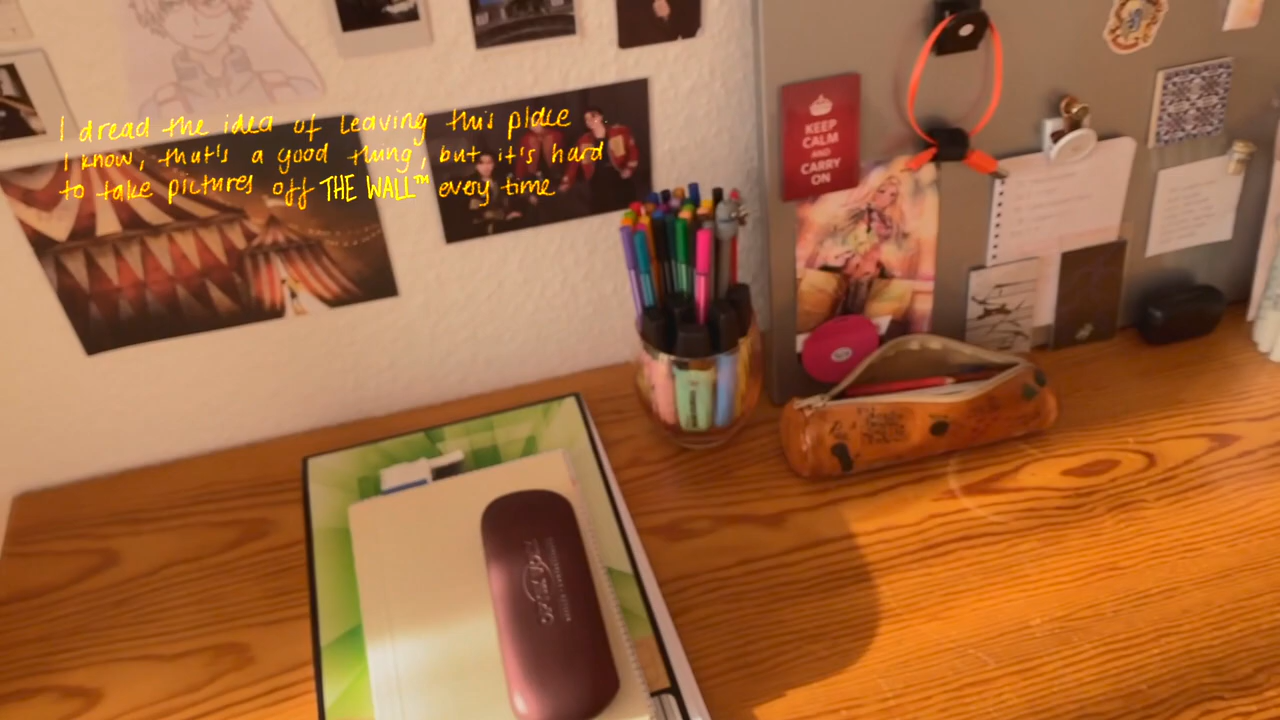 I dread the idea of leaving this place
I know, that's a good thing, but it's hard
to take pictures off THE WALL™ every time
KEEP
CALM
AND
CARRY
ON